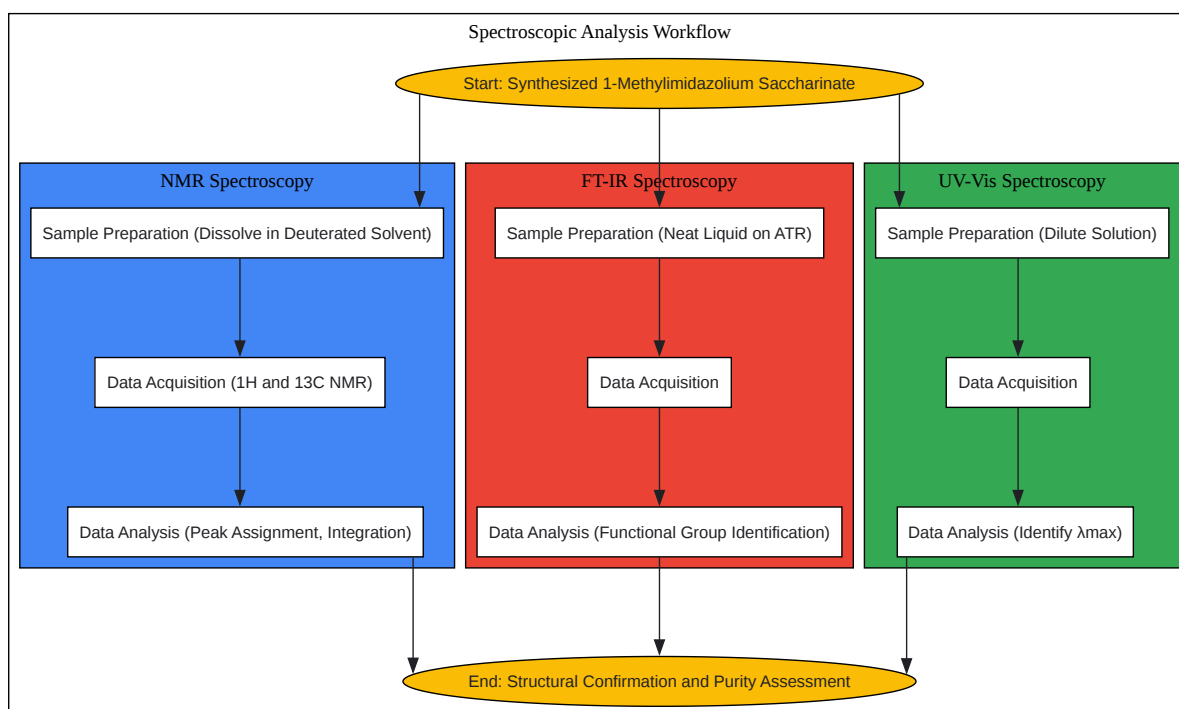 Spectroscopic Analysis Workflow
Start: Synthesized 1-Methylimidazolium Saccharinate
NMR Spectroscopy
Sample Preparation (Dissolve in Deuterated Solvent)
Data Acquisition (1H and 13C NMR)
Data Analysis (Peak Assignment, Integration)
FT-IR Spectroscopy
Sample Preparation (Neat Liquid on ATR)
Data Acquisition
Data Analysis (Functional Group Identification)
UV-Vis Spectroscopy
Sample Preparation (Dilute Solution)
Data Acquisition
Data Analysis (Identify λmax)
End: Structural Confirmation and Purity Assessment